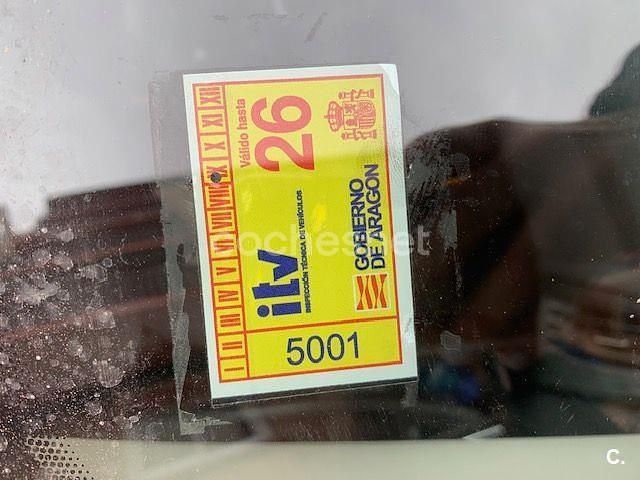 I II III IV V VI VII VIII IX X XI XII
Válido hasta
26
itv
INSPECCIÓN TÉCNICA DE VEHÍCULOS
GOBIERNO
DE ARAGON
5001
coches.net
C.